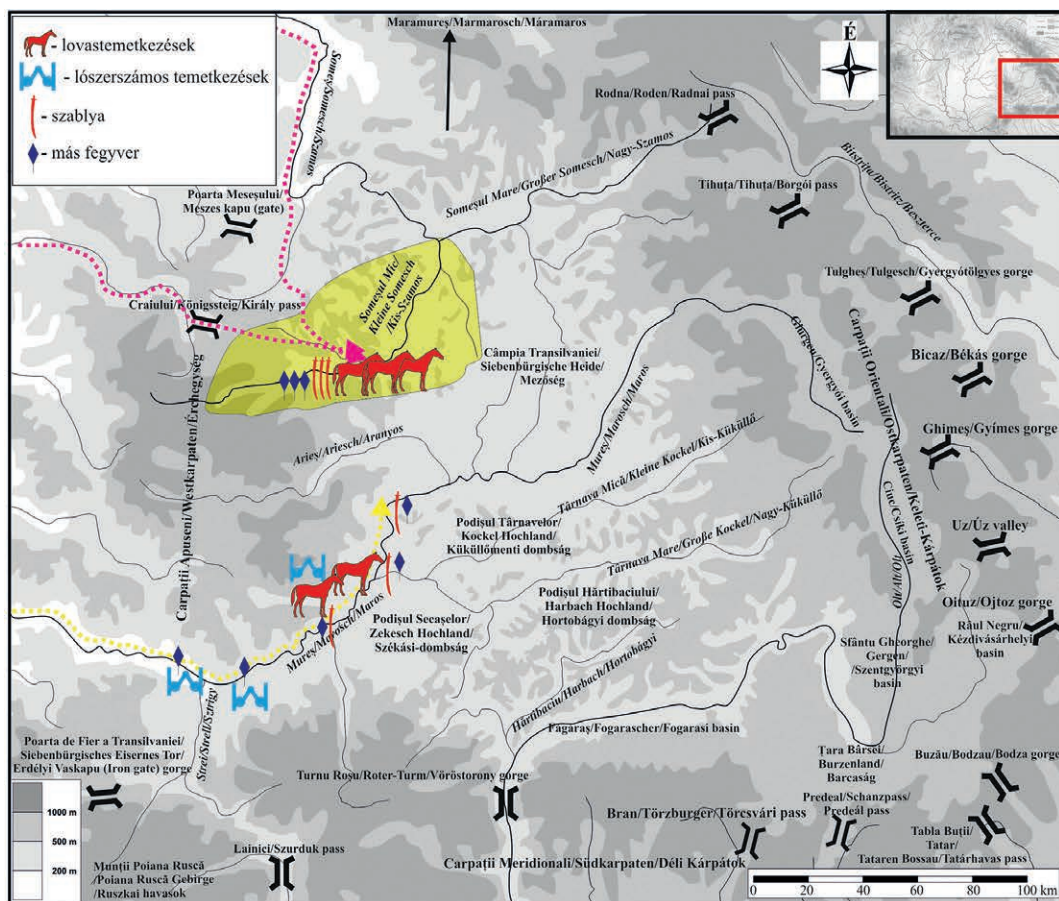 - lovastemetkezések
- lószerszámos temetkezések
- szablya
- más fegyver
Maramureș/Marmarosch/Máramaros
É
Someș/Somesch/Szamos
Rodna/Roden/Radnai pass
Someșul Mare/Großer Somesch/Nagy-Szamos
Bistrița/Bistritz/Beszterce
Tihuța/Tihuța/Borgói pass
Poarta Meseșului/
Meszes kapu (gate)
Tulgheș/Tulgesch/Gyergyótölgyes gorge
Someșul Mic/
Kleine Somesch
/Kis-Szamos
Craiului/Königssteig/Király pass
Câmpia Transilvaniei/
Siebenbürgische Heide/
Mezőség
Giurgeu/Gyergyói basin
Carpații Orientali/Ostkarpaten/Keleti-Kárpátok
Bicaz/Békás gorge
Carpații Apuseni/Westkarpaten/Érchegység
Mureș/Marosch/Maros
Ghimeș/Gyímes gorge
Arieș/Ariesch/Aranyos
Târnava Mică/Kleine Kockel/Kis-Küküllő
Ciuc/Csíki basin
Podișul Târnavelor/
Kockel Hochland/
Küküllőmenti dombság
Târnava Mare/Große Kockel/Nagy-Küküllő
Uz/Úz valley
Olt/Alt/Olt
Podișul Hârtibaciului/
Harbach Hochland/
Hortobágyi dombság
Oituz/Ojtoz gorge
Mureș/Marosch/Maros
Podișul Secașelor/
Zekesch Hochland/
Székási-dombság
Râul Negru/
Kézdivásárhelyi
basin
Sfântu Gheorghe/
Gergen/
/Szentgyörgyi
basin
Hârtibaciu/Harbach/Hortobágyi
Strei/Strell/Sztrigy
Făgăraș/Fogarascher/Fogarasi basin
Poarta de Fier a Transilvaniei/
Siebenbürgisches Eisernes Tor/
Erdélyi Vaskapu (Iron gate) gorge
Țara Bârsei/
Burzenland/
Barcaság
Buzău/Bodzau/Bodza gorge
Turnu Roșu/Roter-Turm/Vöröstorony gorge
Predeal/Schanzpass/
Predeál pass
Bran/Törzburger/Törcsvári pass
1000 m
500 m
200 m
Tabla Buții/
Tatar/
Tataren Bossau/Tatárhavas pass
Lainici/Szurduk pass
Carpații Meridionali/Südkarpaten/Déli Kárpátok
Munții Poiana Ruscă
/Poiana Ruscă Gebirge
/Ruszkai havasok
0 20 40 60 80 100 km